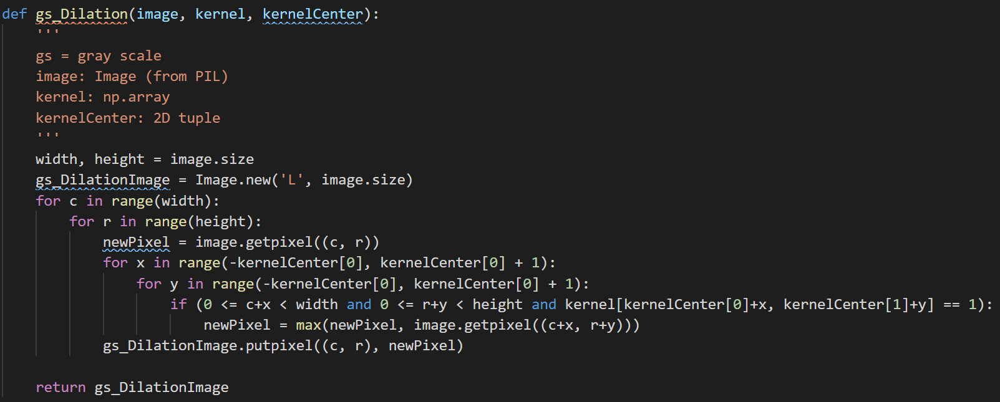 def gs_Dilation(image, kernel, kernelCenter):
    '''
    gs = gray scale
    image: Image (from PIL)
    kernel: np.array
    kernelCenter: 2D tuple
    '''
    width, height = image.size
    gs_DilationImage = Image.new('L', image.size)
    for c in range(width):
        for r in range(height):
            newPixel = image.getpixel((c, r))
            for x in range(-kernelCenter[0], kernelCenter[0] + 1):
                for y in range(-kernelCenter[0], kernelCenter[0] + 1):
                    if (0 <= c+x < width and 0 <= r+y < height and kernel[kernelCenter[0]+x, kernelCenter[1]+y] == 1):
                        newPixel = max(newPixel, image.getpixel((c+x, r+y)))
            gs_DilationImage.putpixel((c, r), newPixel)

    return gs_DilationImage